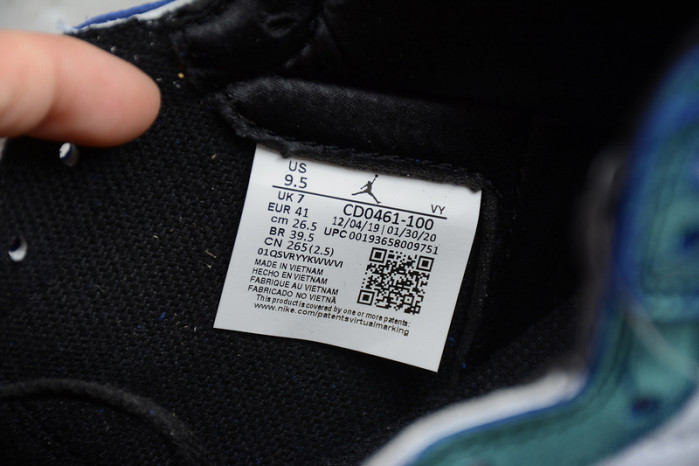 US
9.5
UK 7
EUR 41
cm 26.5
BR 39.5
CN 265(2.5)
01QSVRYYKWWVI
VY
CD0461-100
12/04/19 | 01/30/20
UPC 00193658009751
MADE IN VIETNAM
HECHO EN VIETNAM
FABRIQUE AU VIETNAM
FABRICADO NO VIETNÃ
This product is covered by one or more patents:
www.nike.com/patentsvirtualmarking